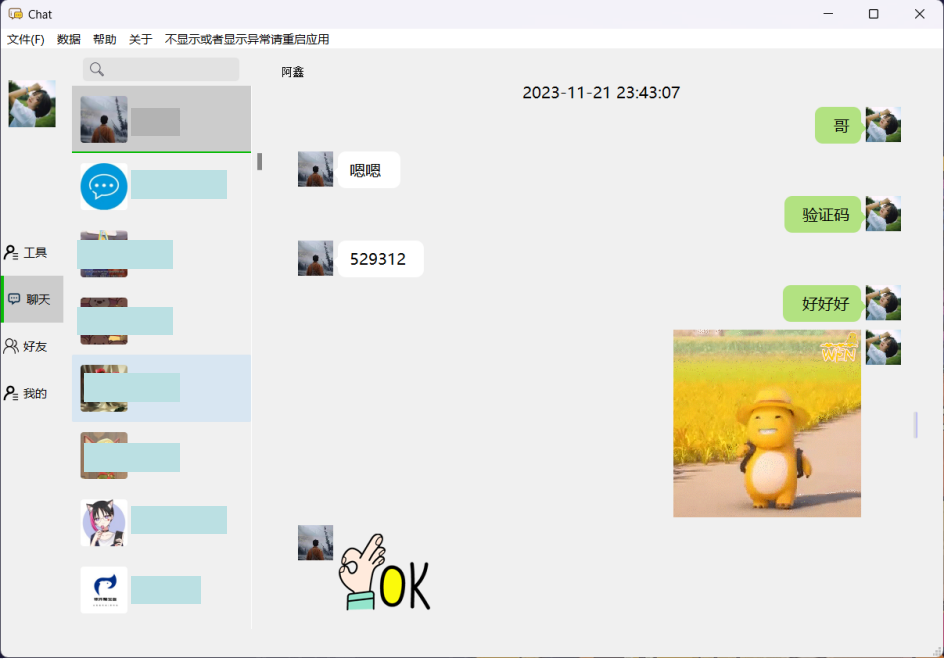 Chat
文件(F) 数据 帮助 关于 不显示或者显示异常请重启应用
阿鑫
2023-11-21 23:43:07
哥
嗯嗯
验证码
529312
好好好
WEN
工具
聊天
好友
我的
OK